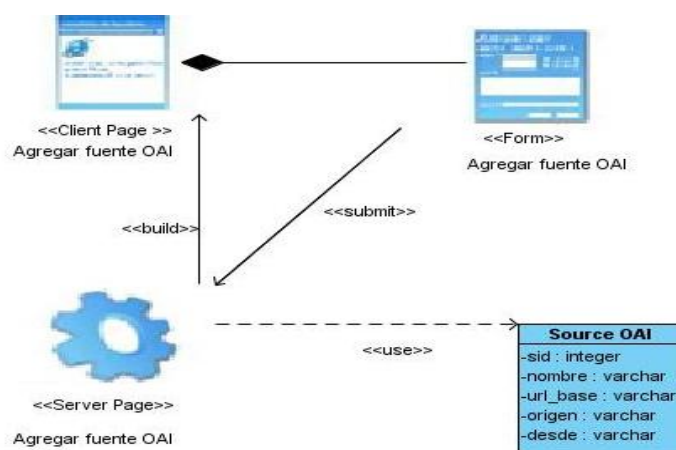 <<Client Page >>
Agregar fuente OAI
<<Form>>
Agregar fuente OAI
<<build>>
<<submit>>
<<use>>
<<Server Page>>
Agregar fuente OAI
Source OAI
-sid : integer
-nombre : varchar
-url_base : varchar
-origen : varchar
-desde : varchar